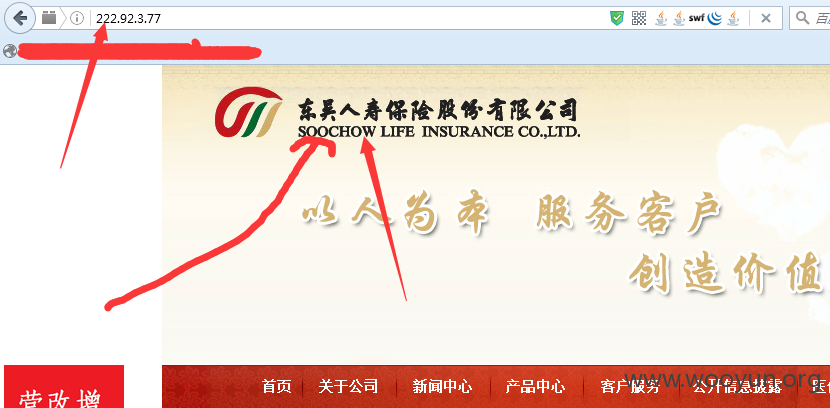 222.92.3.77
swf
百
东吴人寿保险股份有限公司
SOOCHOW LIFE INSURANCE CO.,LTD.
以人为本 服务客户
创造价值
营改增
首页 关于公司 新闻中心 产品中心 客户服务 公开信息披露
www.wooyun.org